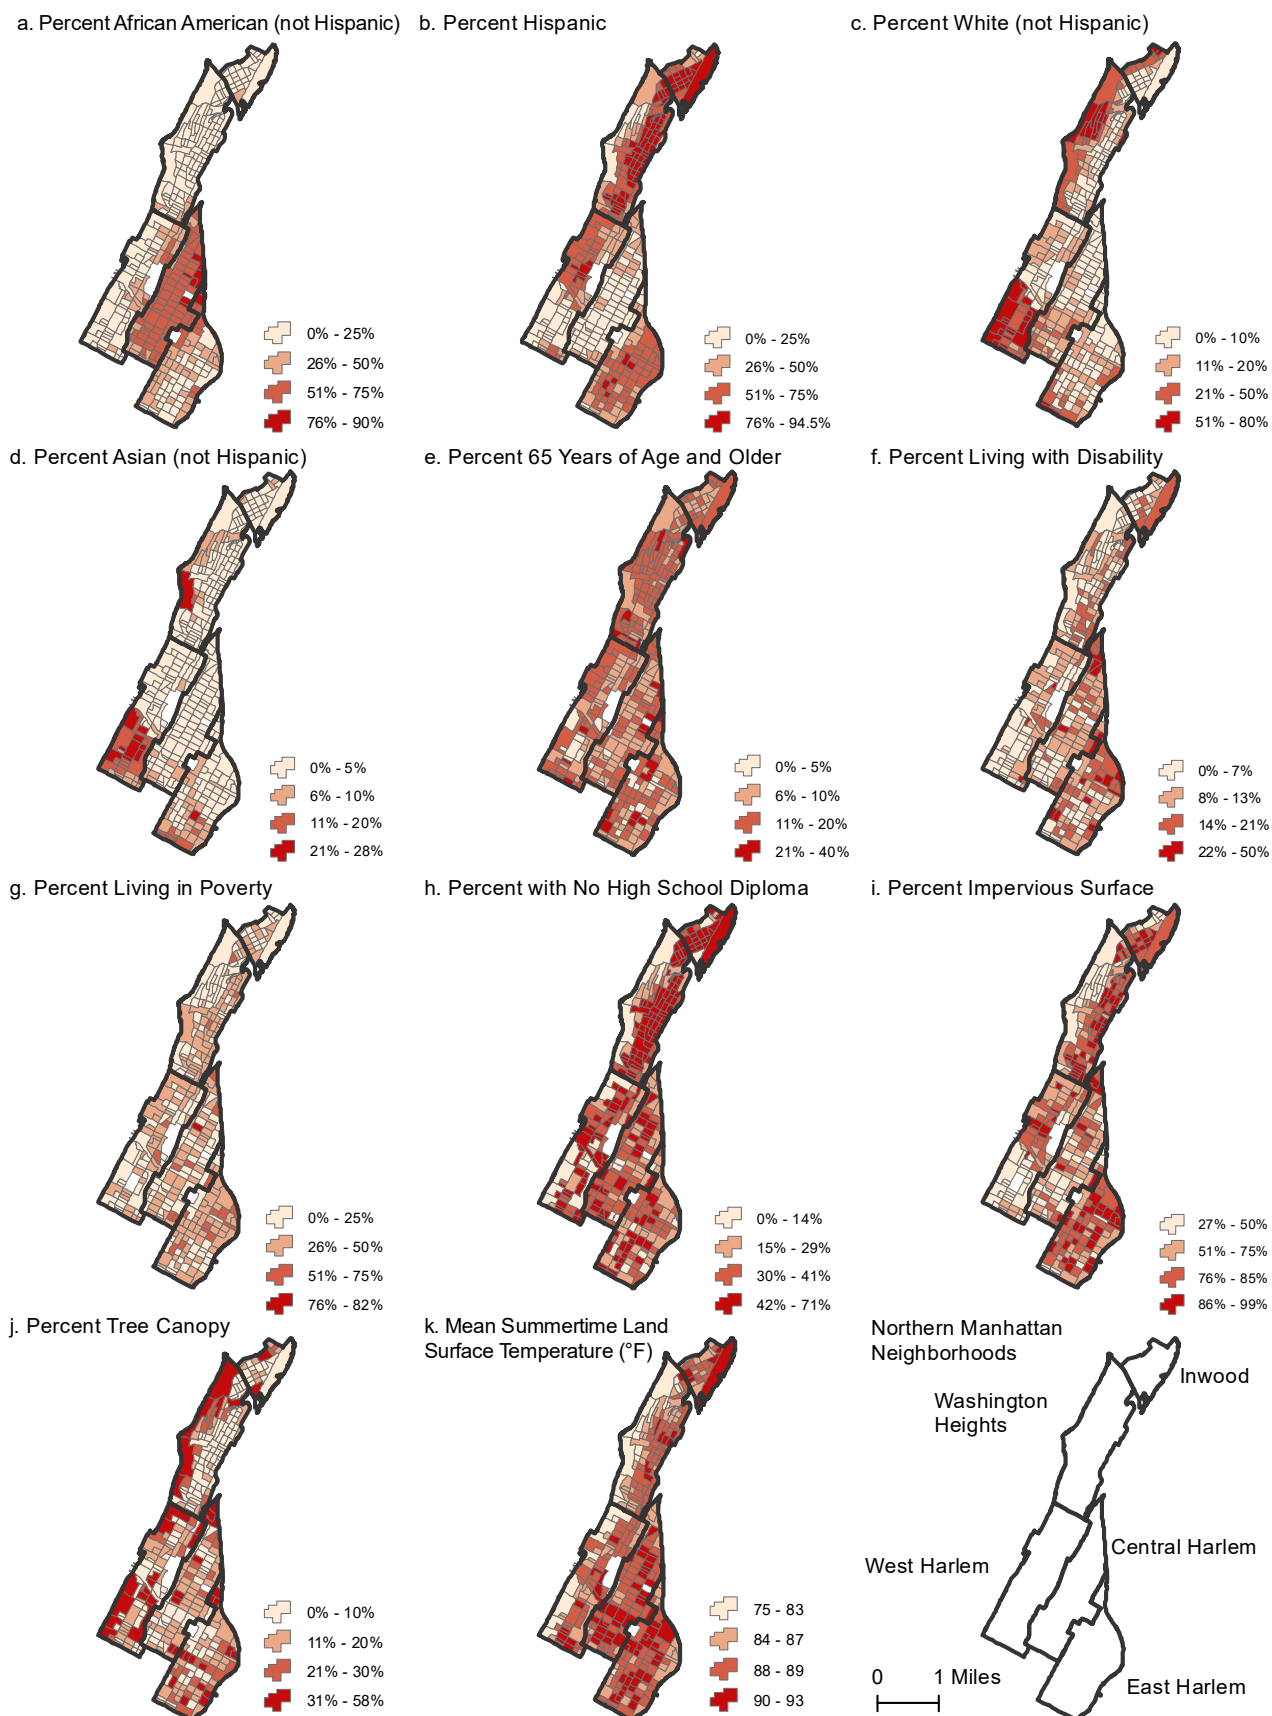 a. Percent African American (not Hispanic)
b. Percent Hispanic
c. Percent White (not Hispanic)
0% - 25%
26% - 50%
51% - 75%
76% - 90%
0% - 25%
26% - 50%
51% - 75%
76% - 94.5%
0% - 10%
11% - 20%
21% - 50%
51% - 80%
d. Percent Asian (not Hispanic)
e. Percent 65 Years of Age and Older
f. Percent Living with Disability
0% - 5%
6% - 10%
11% - 20%
21% - 28%
0% - 5%
6% - 10%
11% - 20%
21% - 40%
0% - 7%
8% - 13%
14% - 21%
22% - 50%
g. Percent Living in Poverty
h. Percent with No High School Diploma
i. Percent Impervious Surface
0% - 25%
26% - 50%
51% - 75%
76% - 82%
0% - 14%
15% - 29%
30% - 41%
42% - 71%
27% - 50%
51% - 75%
76% - 85%
86% - 99%
j. Percent Tree Canopy
k. Mean Summertime Land
Surface Temperature (°F)
Northern Manhattan
Neighborhoods
0% - 10%
11% - 20%
21% - 30%
31% - 58%
75 - 83
84 - 87
88 - 89
90 - 93
Inwood
Washington
Heights
Central Harlem
West Harlem
East Harlem
0 1 Miles